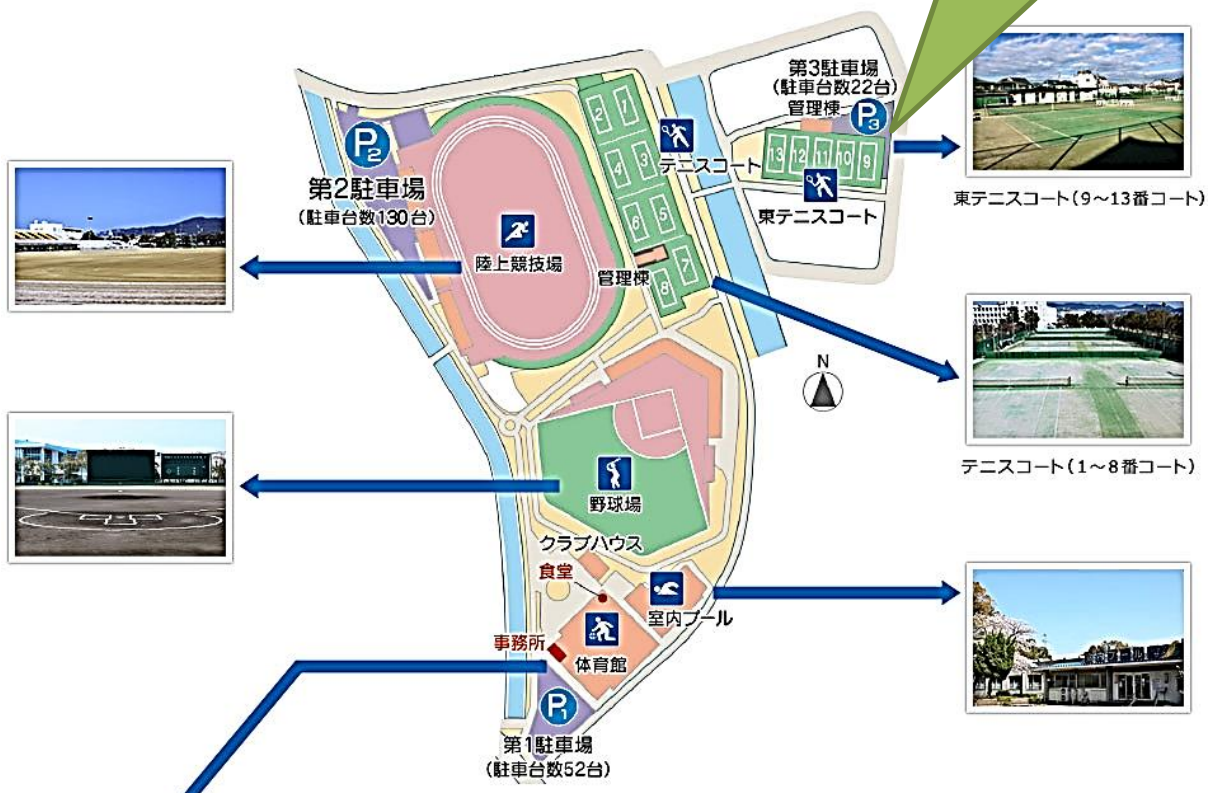 第3駐車場
(駐車台数22台)
管理棟
P3
2 1
4 3
6 5
7
8
テニスコート
13 12 11 10 9
東テニスコート
東テニスコート(9～13番コート)
P2
第2駐車場
(駐車台数130台)
陸上競技場
管理棟
N
テニスコート(1～8番コート)
野球場
クラブハウス
食堂
室内プール
事務所
体育館
P1
第1駐車場
(駐車台数52台)